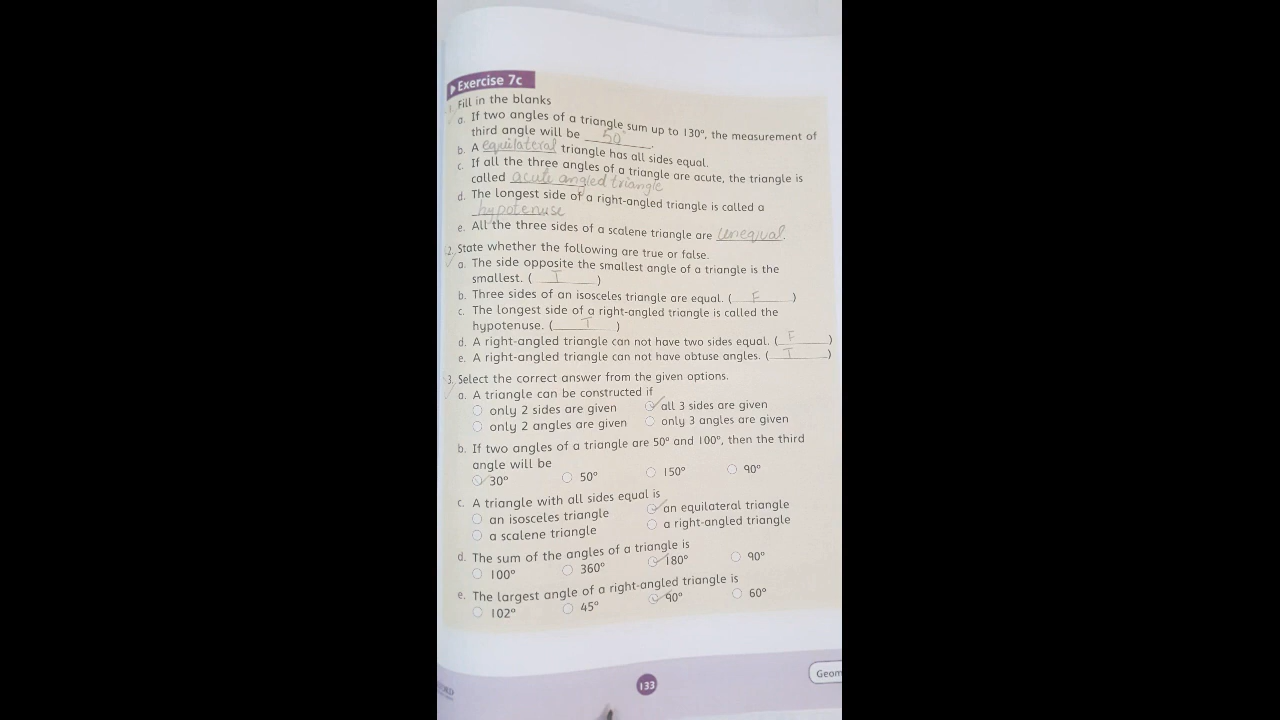 Exercise 7c
1. Fill in the blanks
a. If two angles of a triangle sum up to 130°, the measurement of
third angle will be 50°.
b. A equilateral triangle has all sides equal.
c. If all the three angles of a triangle are acute, the triangle is
called acute angled triangle
d. The longest side of a right-angled triangle is called a
hypotenuse
e. All the three sides of a scalene triangle are unequal.
2. State whether the following are true or false.
a. The side opposite the smallest angle of a triangle is the
smallest. ( T )
b. Three sides of an isosceles triangle are equal. ( F )
c. The longest side of a right-angled triangle is called the
hypotenuse. ( T )
d. A right-angled triangle can not have two sides equal. ( F )
e. A right-angled triangle can not have obtuse angles. ( T )
3. Select the correct answer from the given options.
a. A triangle can be constructed if
only 2 sides are given all 3 sides are given
only 2 angles are given only 3 angles are given
b. If two angles of a triangle are 50° and 100°, then the third
angle will be
30° 50° 150° 90°
c. A triangle with all sides equal is
an isosceles triangle an equilateral triangle
a scalene triangle a right-angled triangle
d. The sum of the angles of a triangle is
100° 360° 180° 90°
e. The largest angle of a right-angled triangle is
102° 45° 90° 60°
133